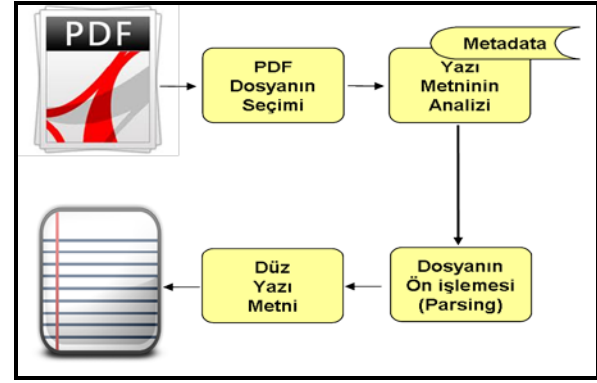 PDF
PDF
Dosyanın
Seçimi
Metadata
Yazı
Metninin
Analizi
Dosyanın
Ön işlemesi
(Parsing)
Düz
Yazı
Metni